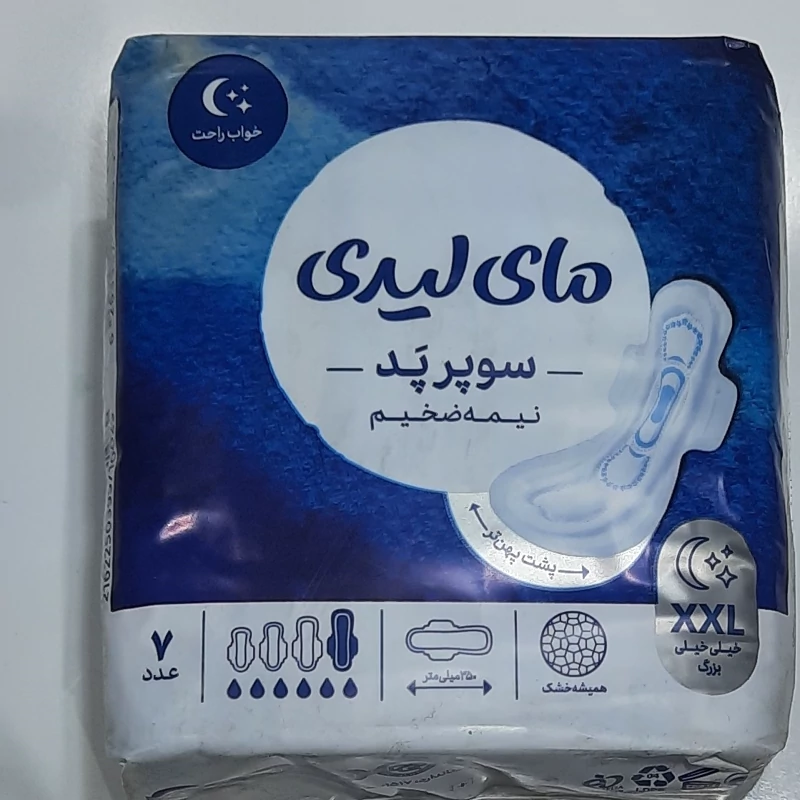 خواب راحت
مای لیدی
سوپر پَد
نیمه ضخیم
پشت پهن‌تر
XXL
خیلی خیلی
بزرگ
۷
عدد
۳۵۰ میلی متر
همیشه خشک